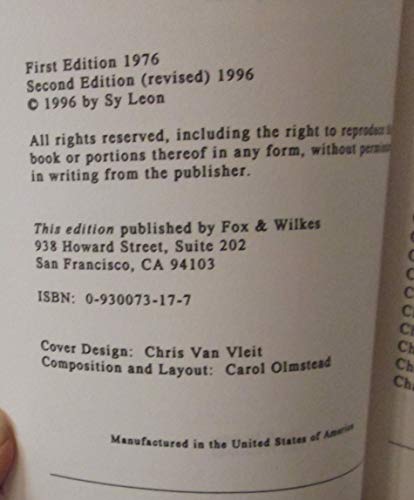 First Edition 1976
Second Edition (revised) 1996
© 1996 by Sy Leon
All rights reserved, including the right to reproduce
book or portions thereof in any form, without
in writing from the publisher.
This edition published by Fox & Wilkes
938 Howard Street, Suite 202
San Francisco, CA 94103
ISBN: 0-930073-17-7
Cover Design: Chris Van Vleit
Composition and Layout: Carol Olmstead
Manufactured in the United States of America